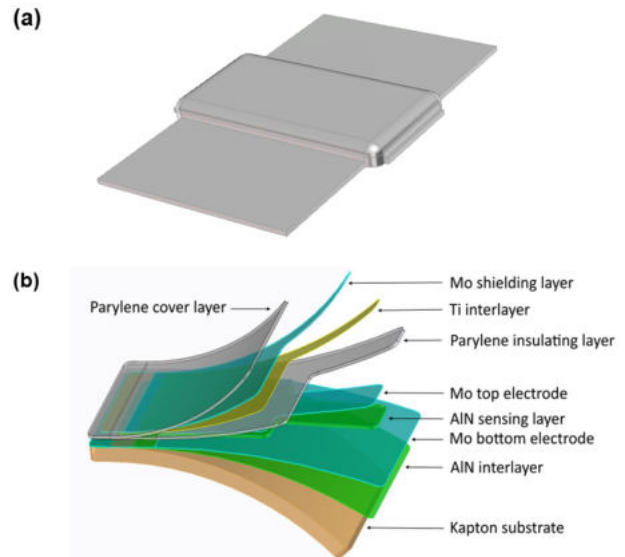 (a)
(b)
Parylene cover layer
Mo shielding layer
Ti interlayer
Parylene insulating layer
Mo top electrode
AlN sensing layer
Mo bottom electrode
AlN interlayer
Kapton substrate